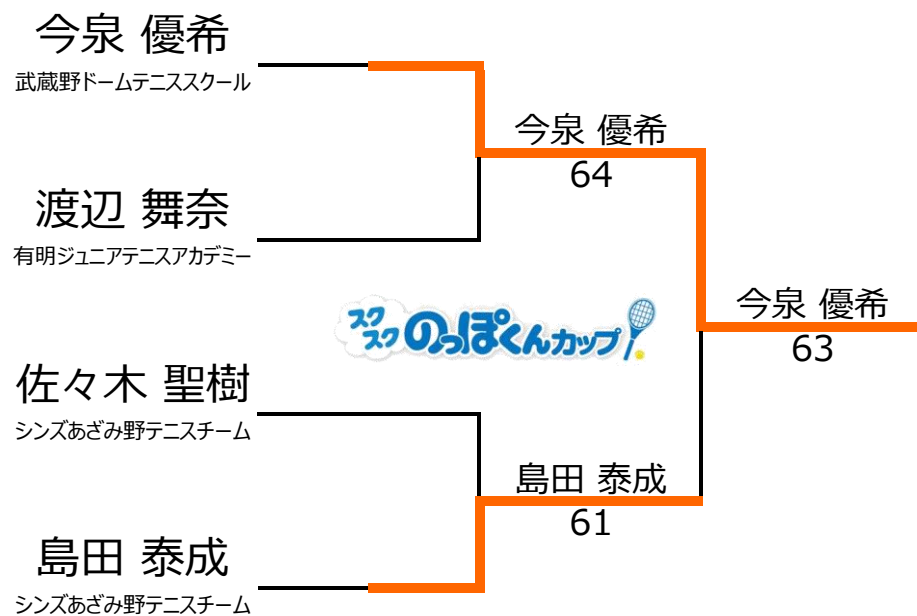 今泉 優希
武蔵野ドームテニススクール
今泉 優希
64
渡辺 舞奈
有明ジュニアテニスアカデミー
スクスク のっぽくんカップ
今泉 優希
63
佐々木 聖樹
シンズあざみ野テニスチーム
島田 泰成
61
島田 泰成
シンズあざみ野テニスチーム